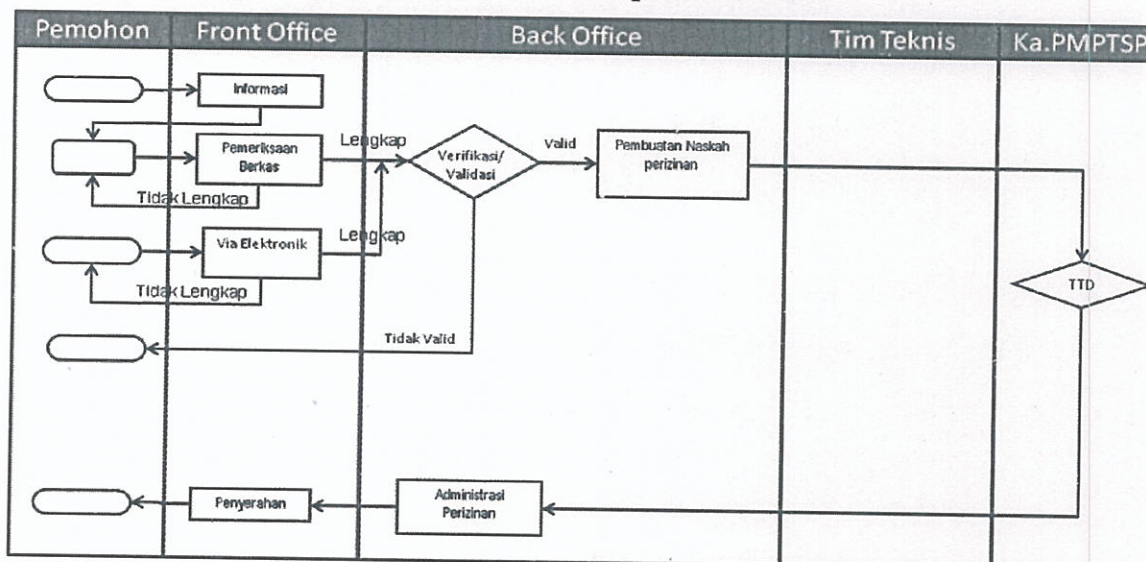 Pemohon
Front Office
Back Office
Tim Teknis
Ka.PMPTSP
Informasi
Pemeriksaan
Berkas
Lengkap
Verifikasi/
Validasi
Valid
Pembuatan Naskah
perizinan
Tidak Lengkap
Via Elektronik
Lengkap
Tidak Lengkap
TTD
Tidak Valid
Penyerahan
Administrasi
Perizinan